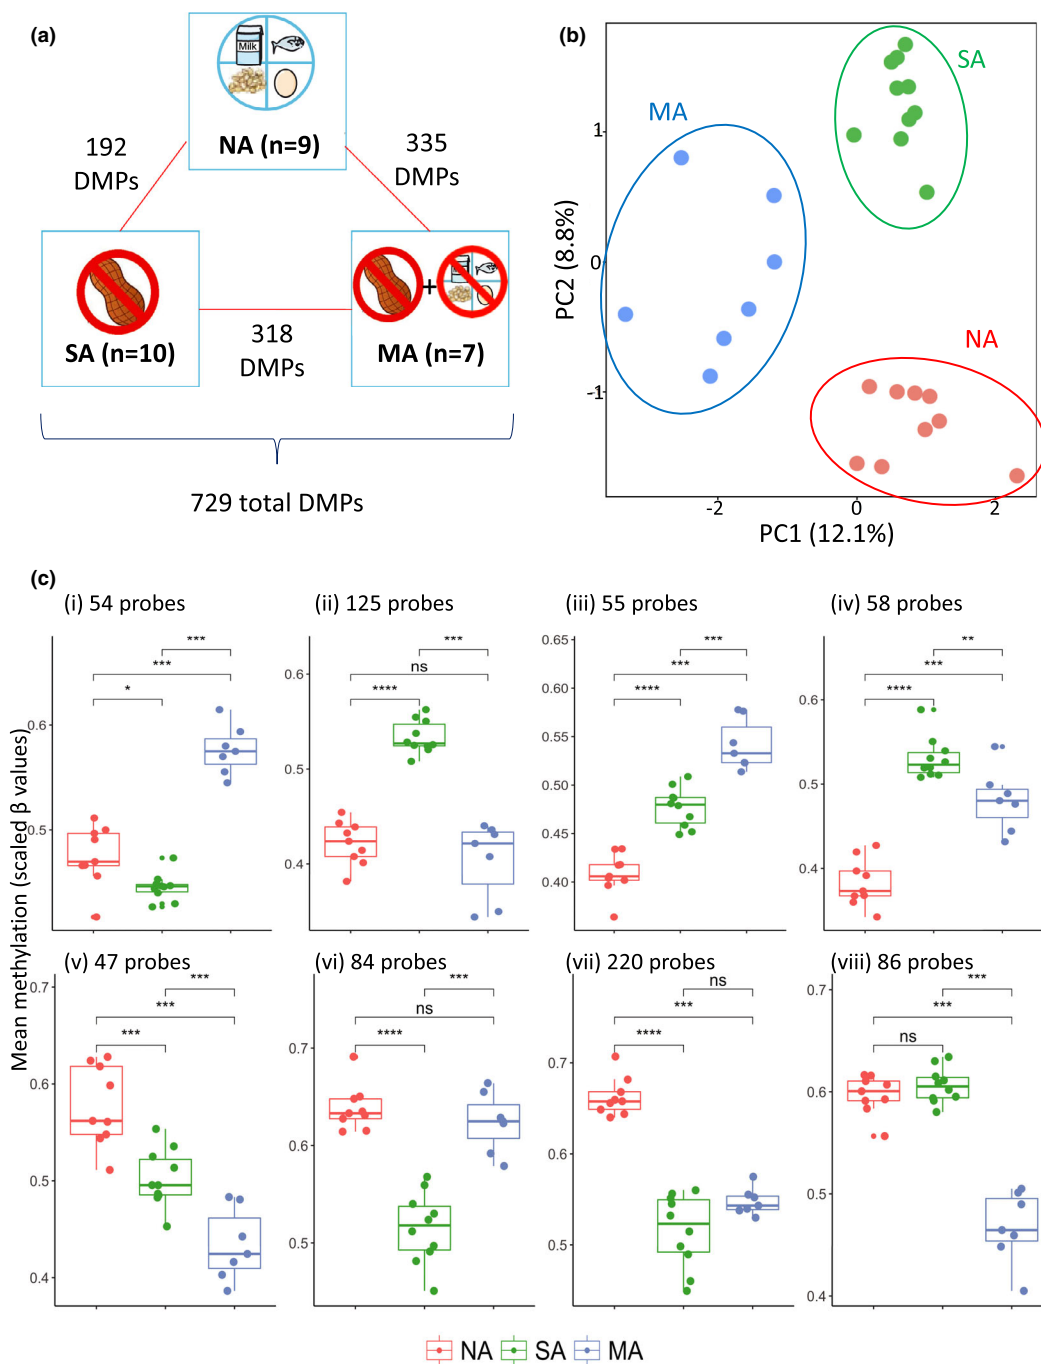 (a)
Milk
NA (n=9)
192
DMPs
335
DMPs
SA (n=10)
+
MA (n=7)
318
DMPs
729 total DMPs
(b)
SA
MA
NA
1
0
-1
PC2 (8.8%)
-2
0
2
PC1 (12.1%)
(c)
Mean methylation (scaled β values)
(i) 54 probes
***
***
*
0.6
0.5
(ii) 125 probes
***
ns
****
0.6
0.5
0.4
(iii) 55 probes
***
***
****
0.65
0.60
0.55
0.50
0.45
0.40
(iv) 58 probes
**
***
****
0.6
0.5
0.4
(v) 47 probes
***
***
***
0.7
0.6
0.5
0.4
(vi) 84 probes
***
ns
****
0.7
0.6
0.5
(vii) 220 probes
ns
***
****
0.7
0.6
0.5
(viii) 86 probes
***
***
ns
0.7
0.6
0.5
0.4
NA SA MA